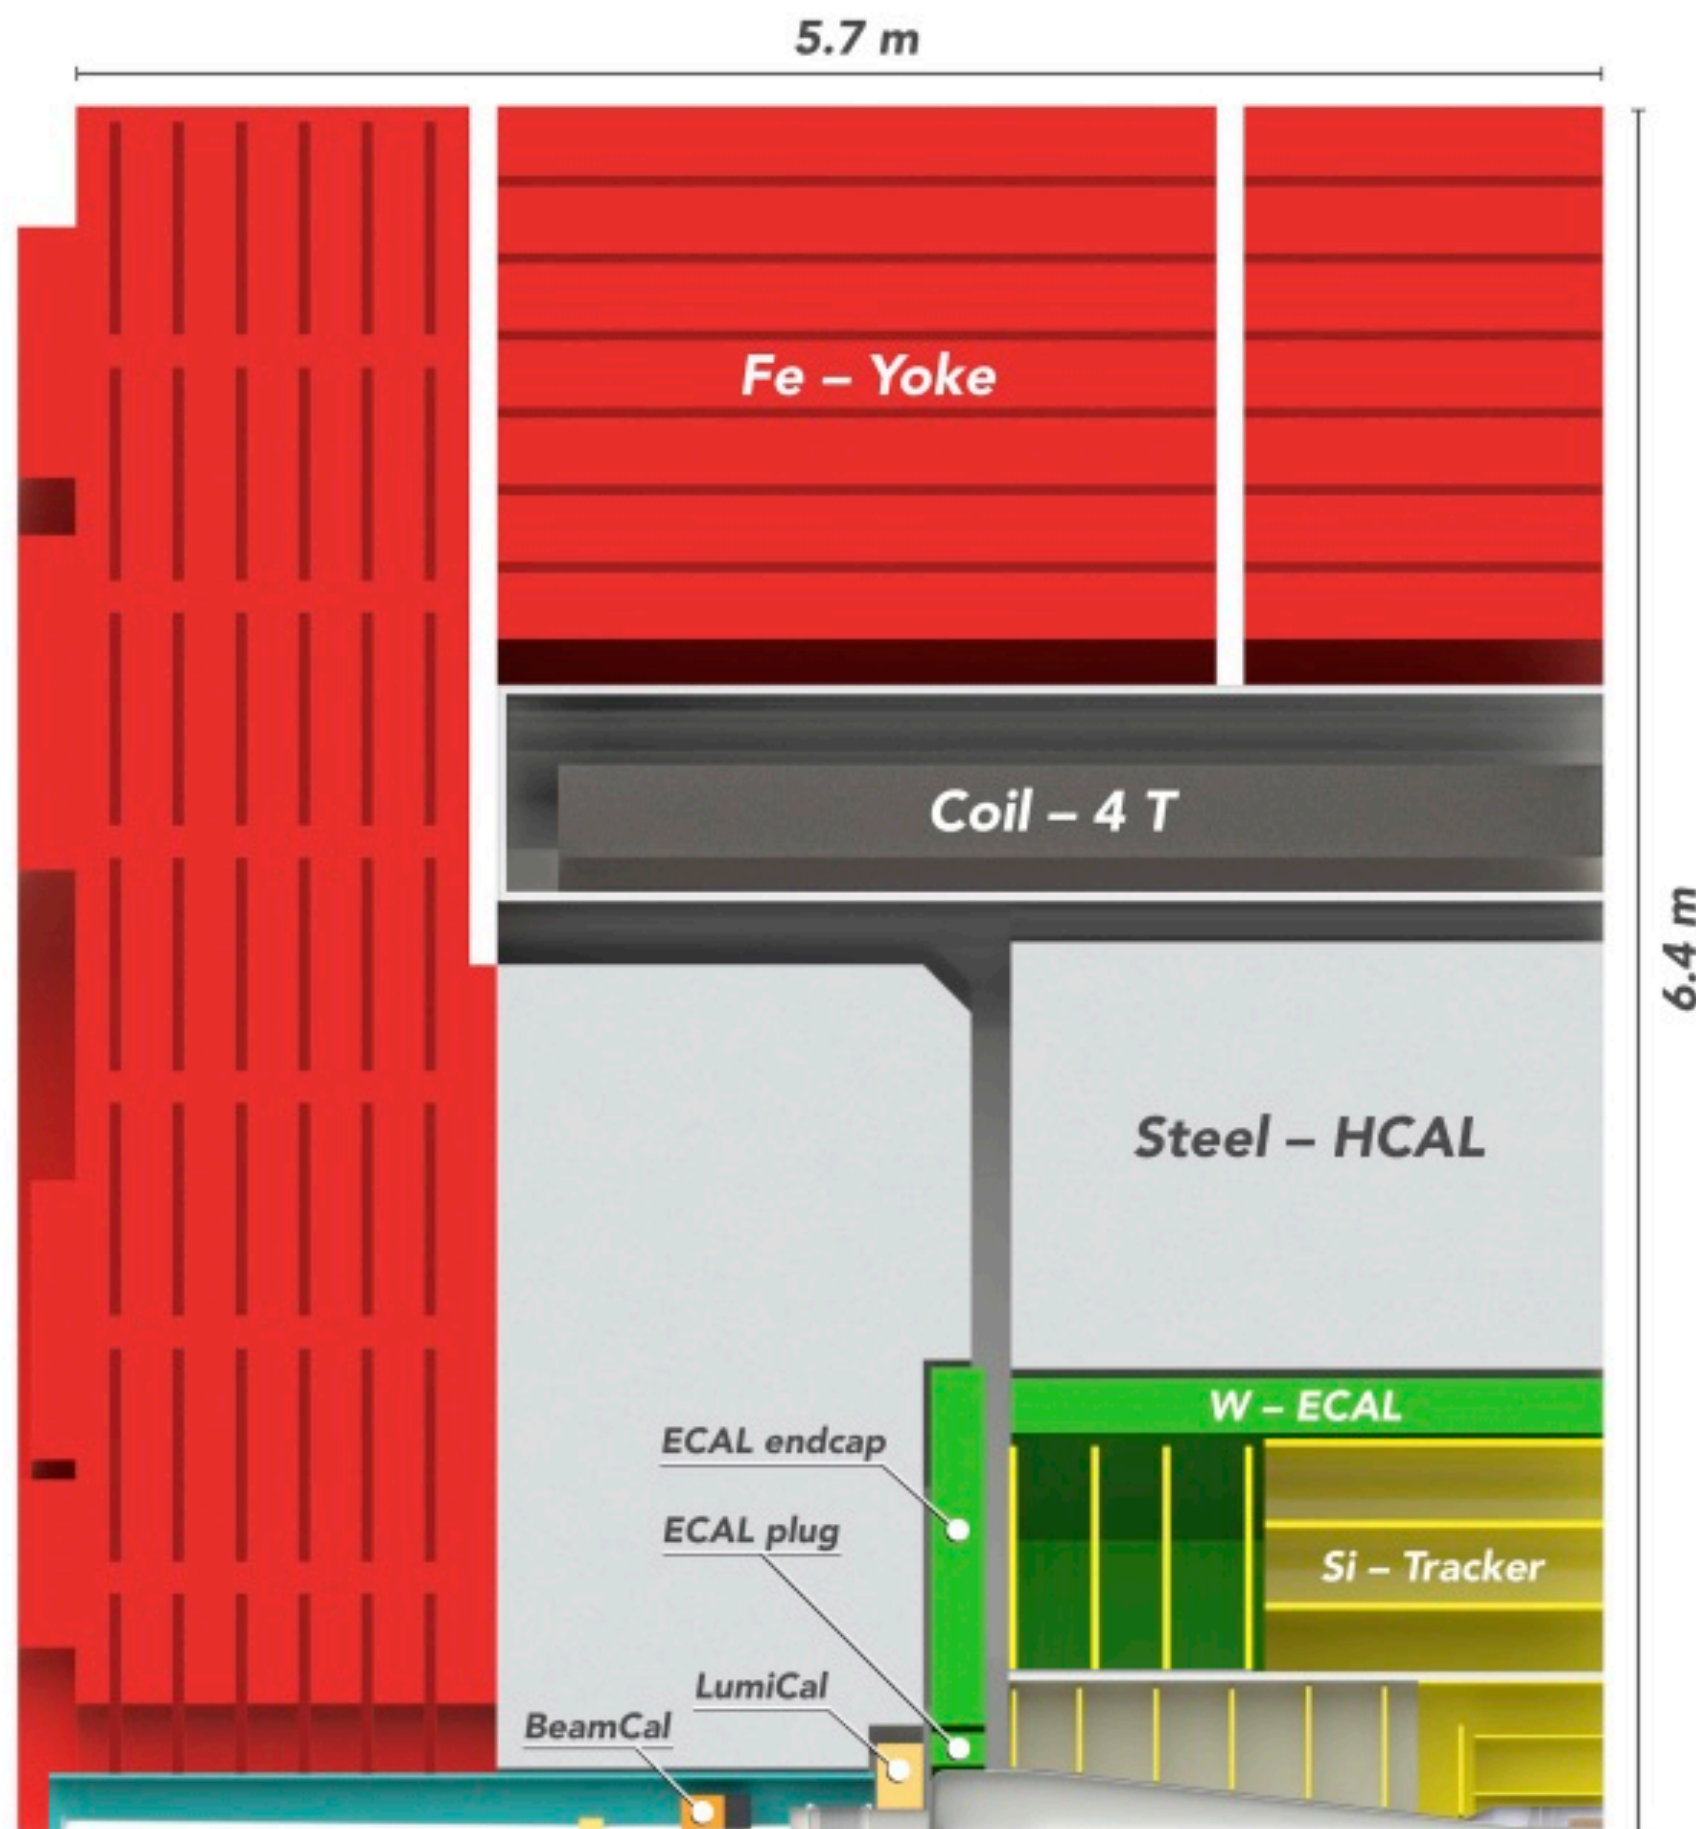 5.7 m
Fe – Yoke
Coil – 4 T
6.4 m
Steel – HCAL
W – ECAL
ECAL endcap
ECAL plug
Si – Tracker
LumiCal
BeamCal